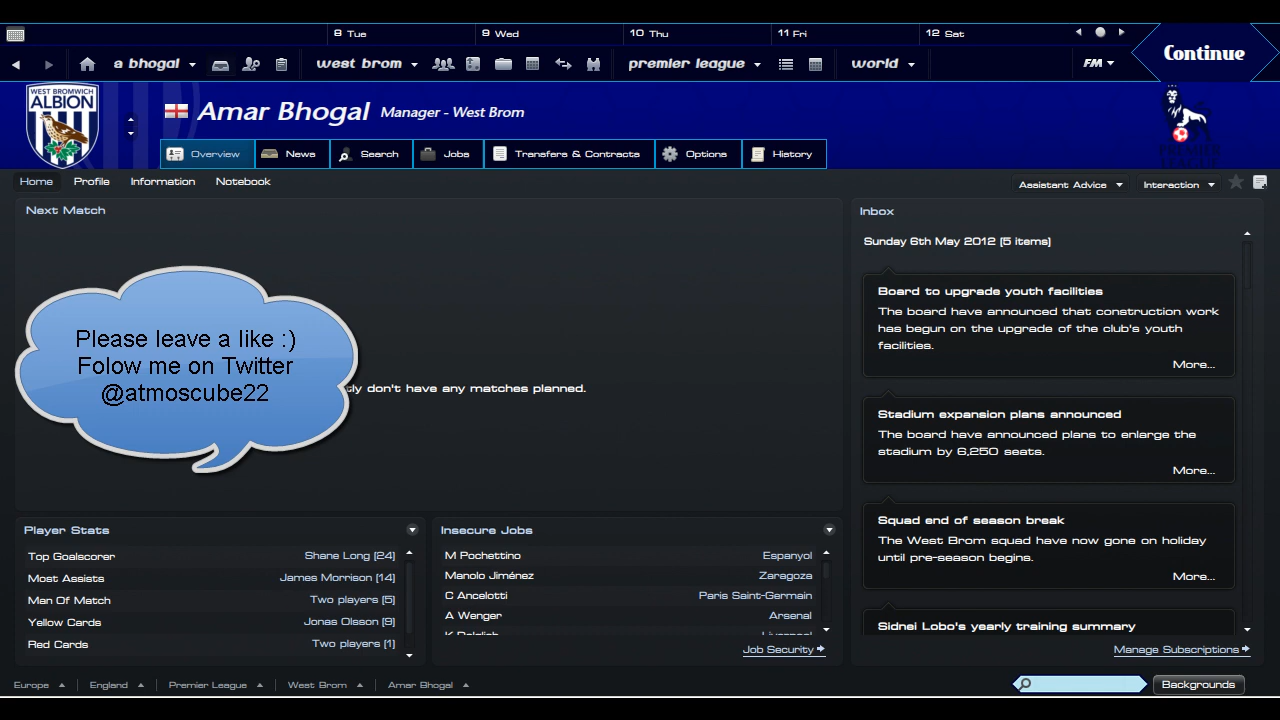 8 Tue
9 Wed
10 Thu
11 Fri
12 Sat
a bhogal
west brom
premier league
world
FM
Continue
WEST BROMWICH
ALBION
Amar Bhogal Manager - West Brom
Overview
News
Search
Jobs
Transfers & Contracts
Options
History
PREMIER
LEAGUE
Home
Profile
Information
Notebook
Assistant Advice
Interaction
Next Match
Please leave a like :)
Folow me on Twitter
@atmoscube22
don't have any matches planned.
Inbox
Sunday 6th May 2012 [5 items]
Board to upgrade youth facilities
The board have announced that construction work
has begun on the upgrade of the club's youth
facilities.
More...
Stadium expansion plans announced
The board have announced plans to enlarge the
stadium by 6,250 seats.
More...
Squad end of season break
The West Brom squad have now gone on holiday
until pre-season begins.
More...
Sidnei Lobo's yearly training summary
Manage Subscriptions
Player Stats
Top Goalscorer Shane Long [24]
Most Assists James Morrison [14]
Man Of Match Two players [5]
Yellow Cards Jonas Olsson [9]
Red Cards Two players [1]
Insecure Jobs
M Pochettino Espanyol
Manolo Jiménez Zaragoza
C Ancelotti Paris Saint-Germain
A Wenger Arsenal
Job Security
Europe
England
Premier League
West Brom
Amar Bhogal
Backgrounds